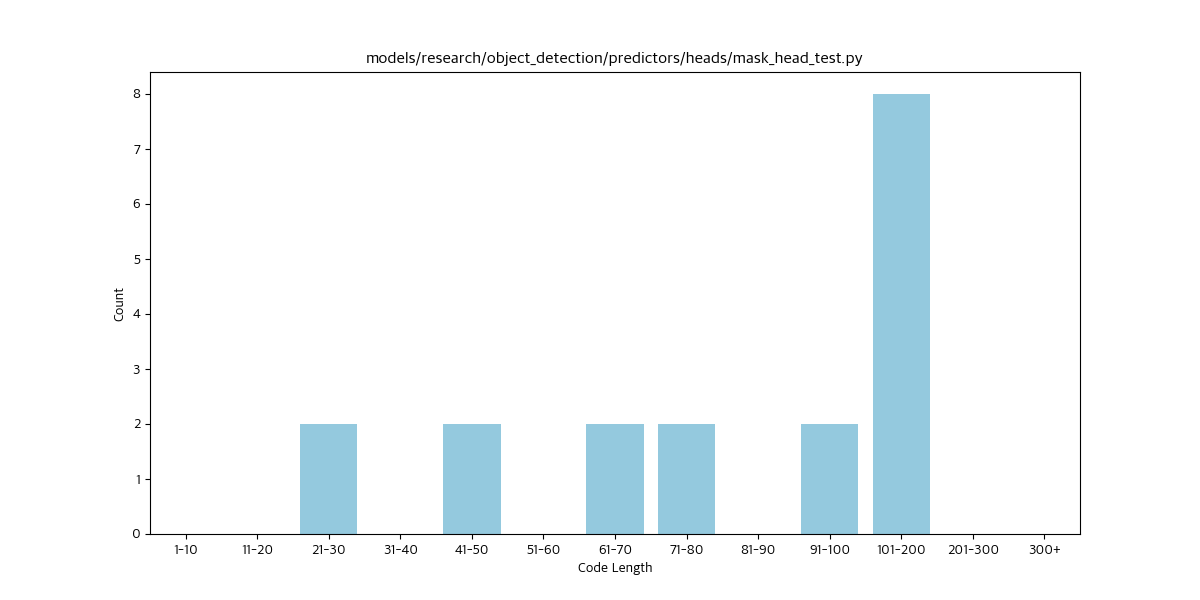 models/research/object_detection/predictors/heads/mask_head_test.py
8
7
6
5
4
3
2
1
0
Count
1-10 11-20 21-30 31-40 41-50 51-60 61-70 71-80 81-90 91-100 101-200 201-300 300+
Code Length